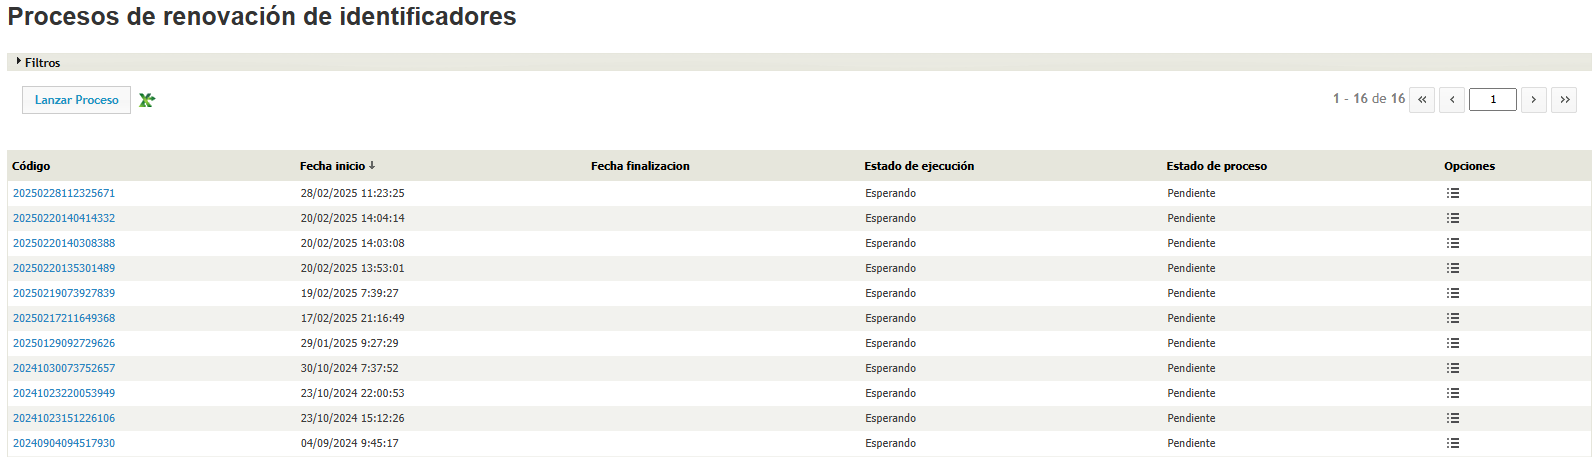 Procesos de renovación de identificadores
Filtros
Lanzar Proceso 1 - 16 de 16 « ‹ 1 › »
Código Fecha inicio ↓ Fecha finalizacion Estado de ejecución Estado de proceso Opciones
20250228112325671 28/02/2025 11:23:25 Esperando Pendiente
20250220140414332 20/02/2025 14:04:14 Esperando Pendiente
20250220140308388 20/02/2025 14:03:08 Esperando Pendiente
20250220135301489 20/02/2025 13:53:01 Esperando Pendiente
20250219073927839 19/02/2025 7:39:27 Esperando Pendiente
20250217211649368 17/02/2025 21:16:49 Esperando Pendiente
20250129092729626 29/01/2025 9:27:29 Esperando Pendiente
20241030073752657 30/10/2024 7:37:52 Esperando Pendiente
20241023220053949 23/10/2024 22:00:53 Esperando Pendiente
20241023151226106 23/10/2024 15:12:26 Esperando Pendiente
20240904094517930 04/09/2024 9:45:17 Esperando Pendiente